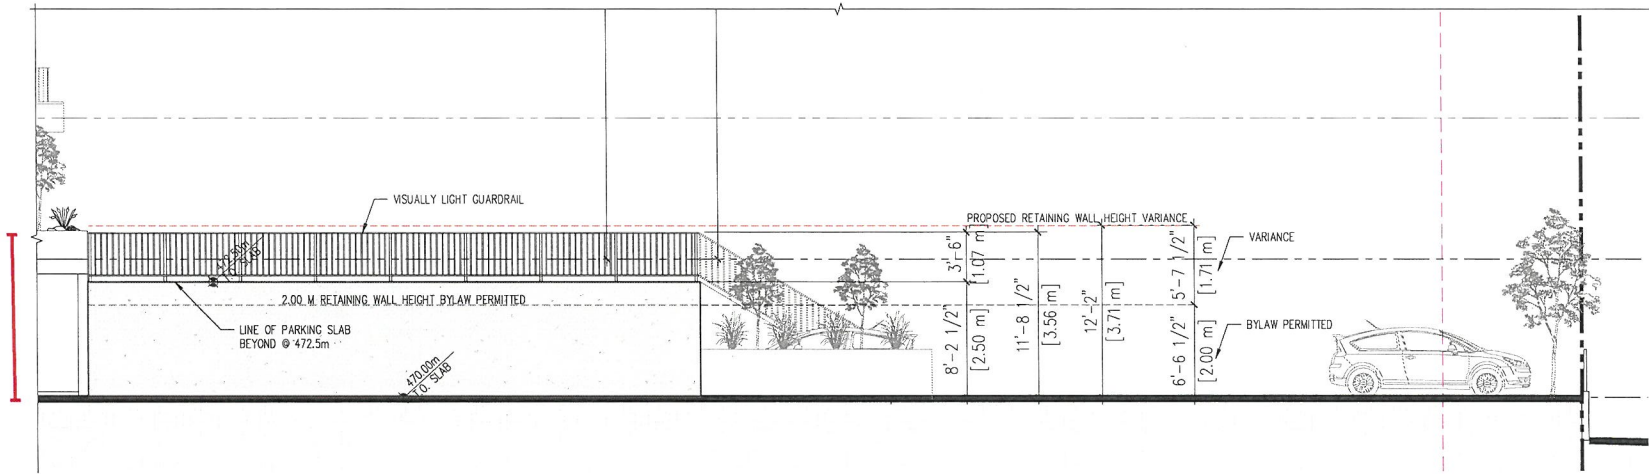 VISUALLY LIGHT GUARDRAIL
PROPOSED RETAINING WALL HEIGHT VARIANCE
472.50m
T.O. SLAB
2.00 M RETAINING WALL HEIGHT BYLAW PERMITTED
LINE OF PARKING SLAB
BEYOND @ 472.5m
470.00m
T.O. SLAB
3'-6"
[1.07 m]
8'-2 1/2"
[2.50 m]
11'-8 1/2"
[3.56 m]
12'-2"
[3.71 m]
5'-7 1/2"
[1.71 m]
6'-6 1/2"
[2.00 m]
VARIANCE
BYLAW PERMITTED